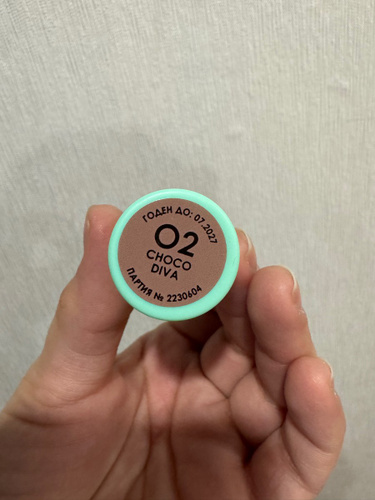 ГОДЕН ДО: 07.2027
02
CHOCO
DIVA
ПАРТИЯ № 2230604